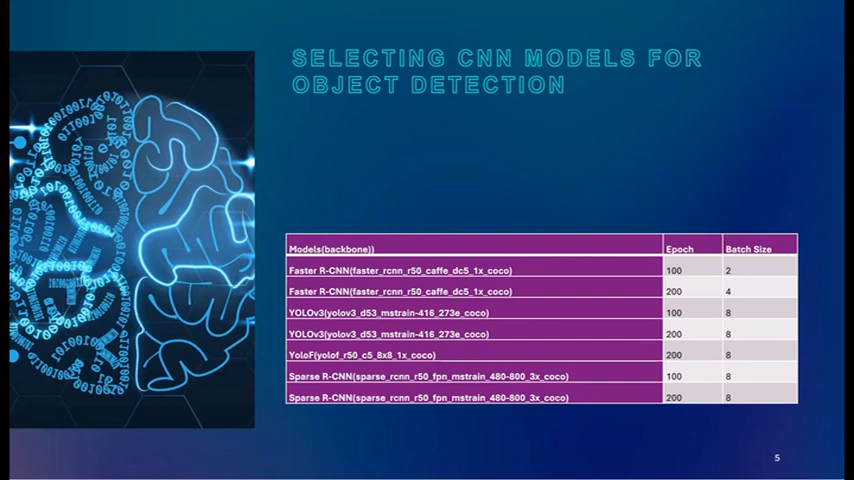 SELECTING CNN MODELS FOR
OBJECT DETECTION
Models(backbone)) Epoch Batch Size
Faster R-CNN(faster_rcnn_r50_caffe_dc5_1x_coco) 100 2
Faster R-CNN(faster_rcnn_r50_caffe_dc5_1x_coco) 200 4
YOLOv3(yolov3_d53_mstrain-416_273e_coco) 100 8
YOLOv3(yolov3_d53_mstrain-416_273e_coco) 200 8
YoloF(yolof_r50_c5_8x8_1x_coco) 200 8
Sparse R-CNN(sparse_rcnn_r50_fpn_mstrain_480-800_3x_coco) 100 8
Sparse R-CNN(sparse_rcnn_r50_fpn_mstrain_480-800_3x_coco) 200 8
5